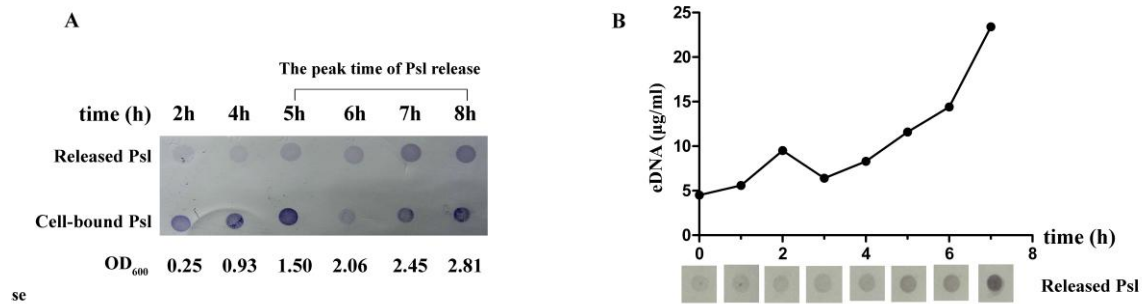 A
The peak time of Psl release
time (h) 2h 4h 5h 6h 7h 8h
Released Psl
Cell-bound Psl
OD600 0.25 0.93 1.50 2.06 2.45 2.81
se
B
25
20
15
10
5
0
eDNA (μg/ml)
0 2 4 6 8
time (h)
Released Psl